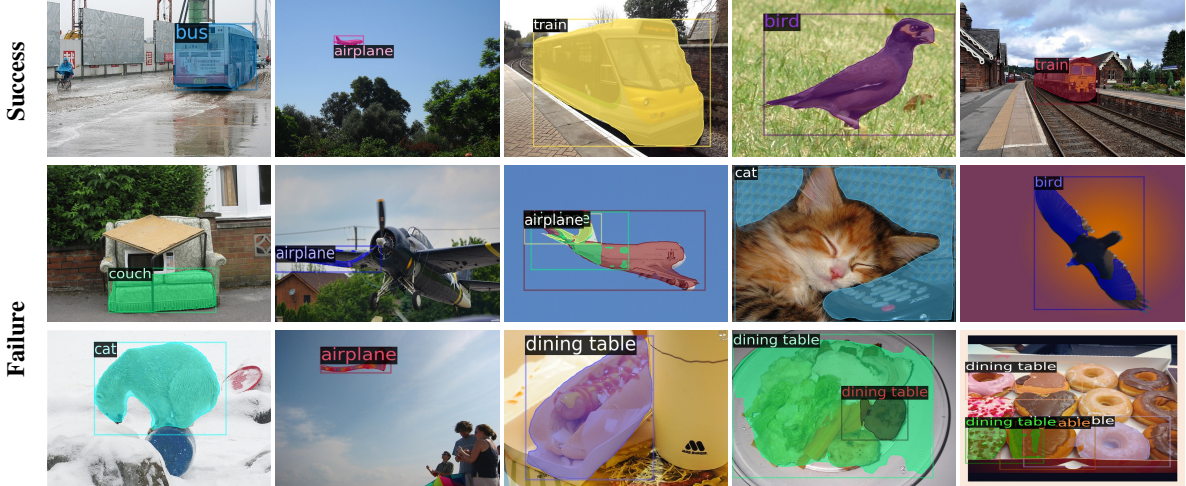 Success
bus
airplane
train
bird
train
Failure
couch
airplane
airplane
cat
bird
cat
airplane
dining table
dining table
dining table
dining table
dining table
able
ble